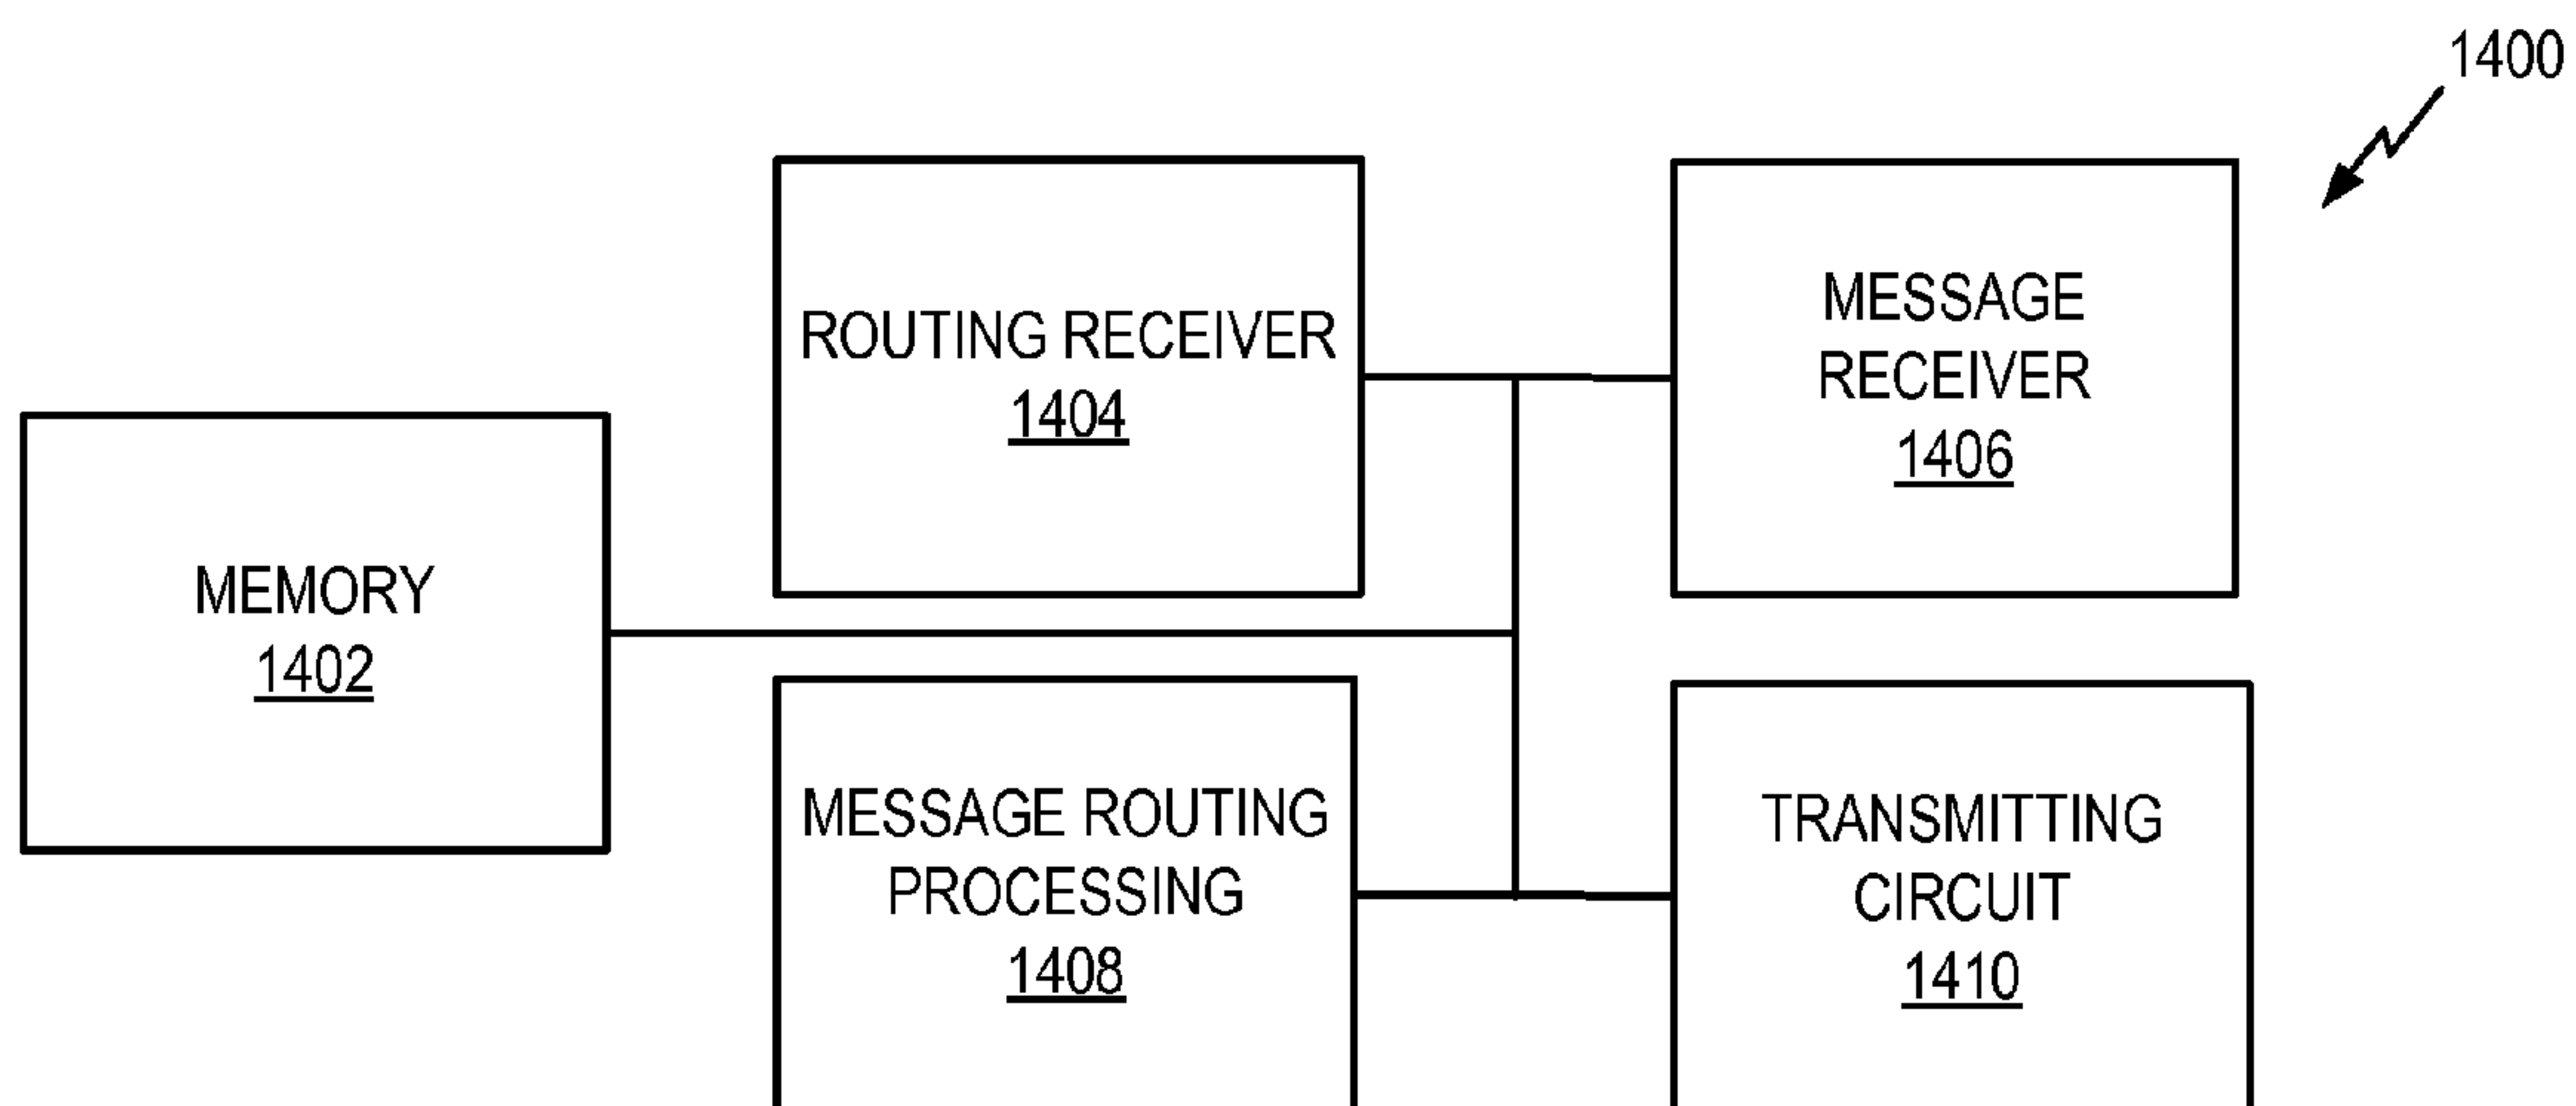 1400
ROUTING RECEIVER
1404
MESSAGE
RECEIVER
1406
MEMORY
1402
MESSAGE ROUTING
PROCESSING
1408
TRANSMITTING
CIRCUIT
1410